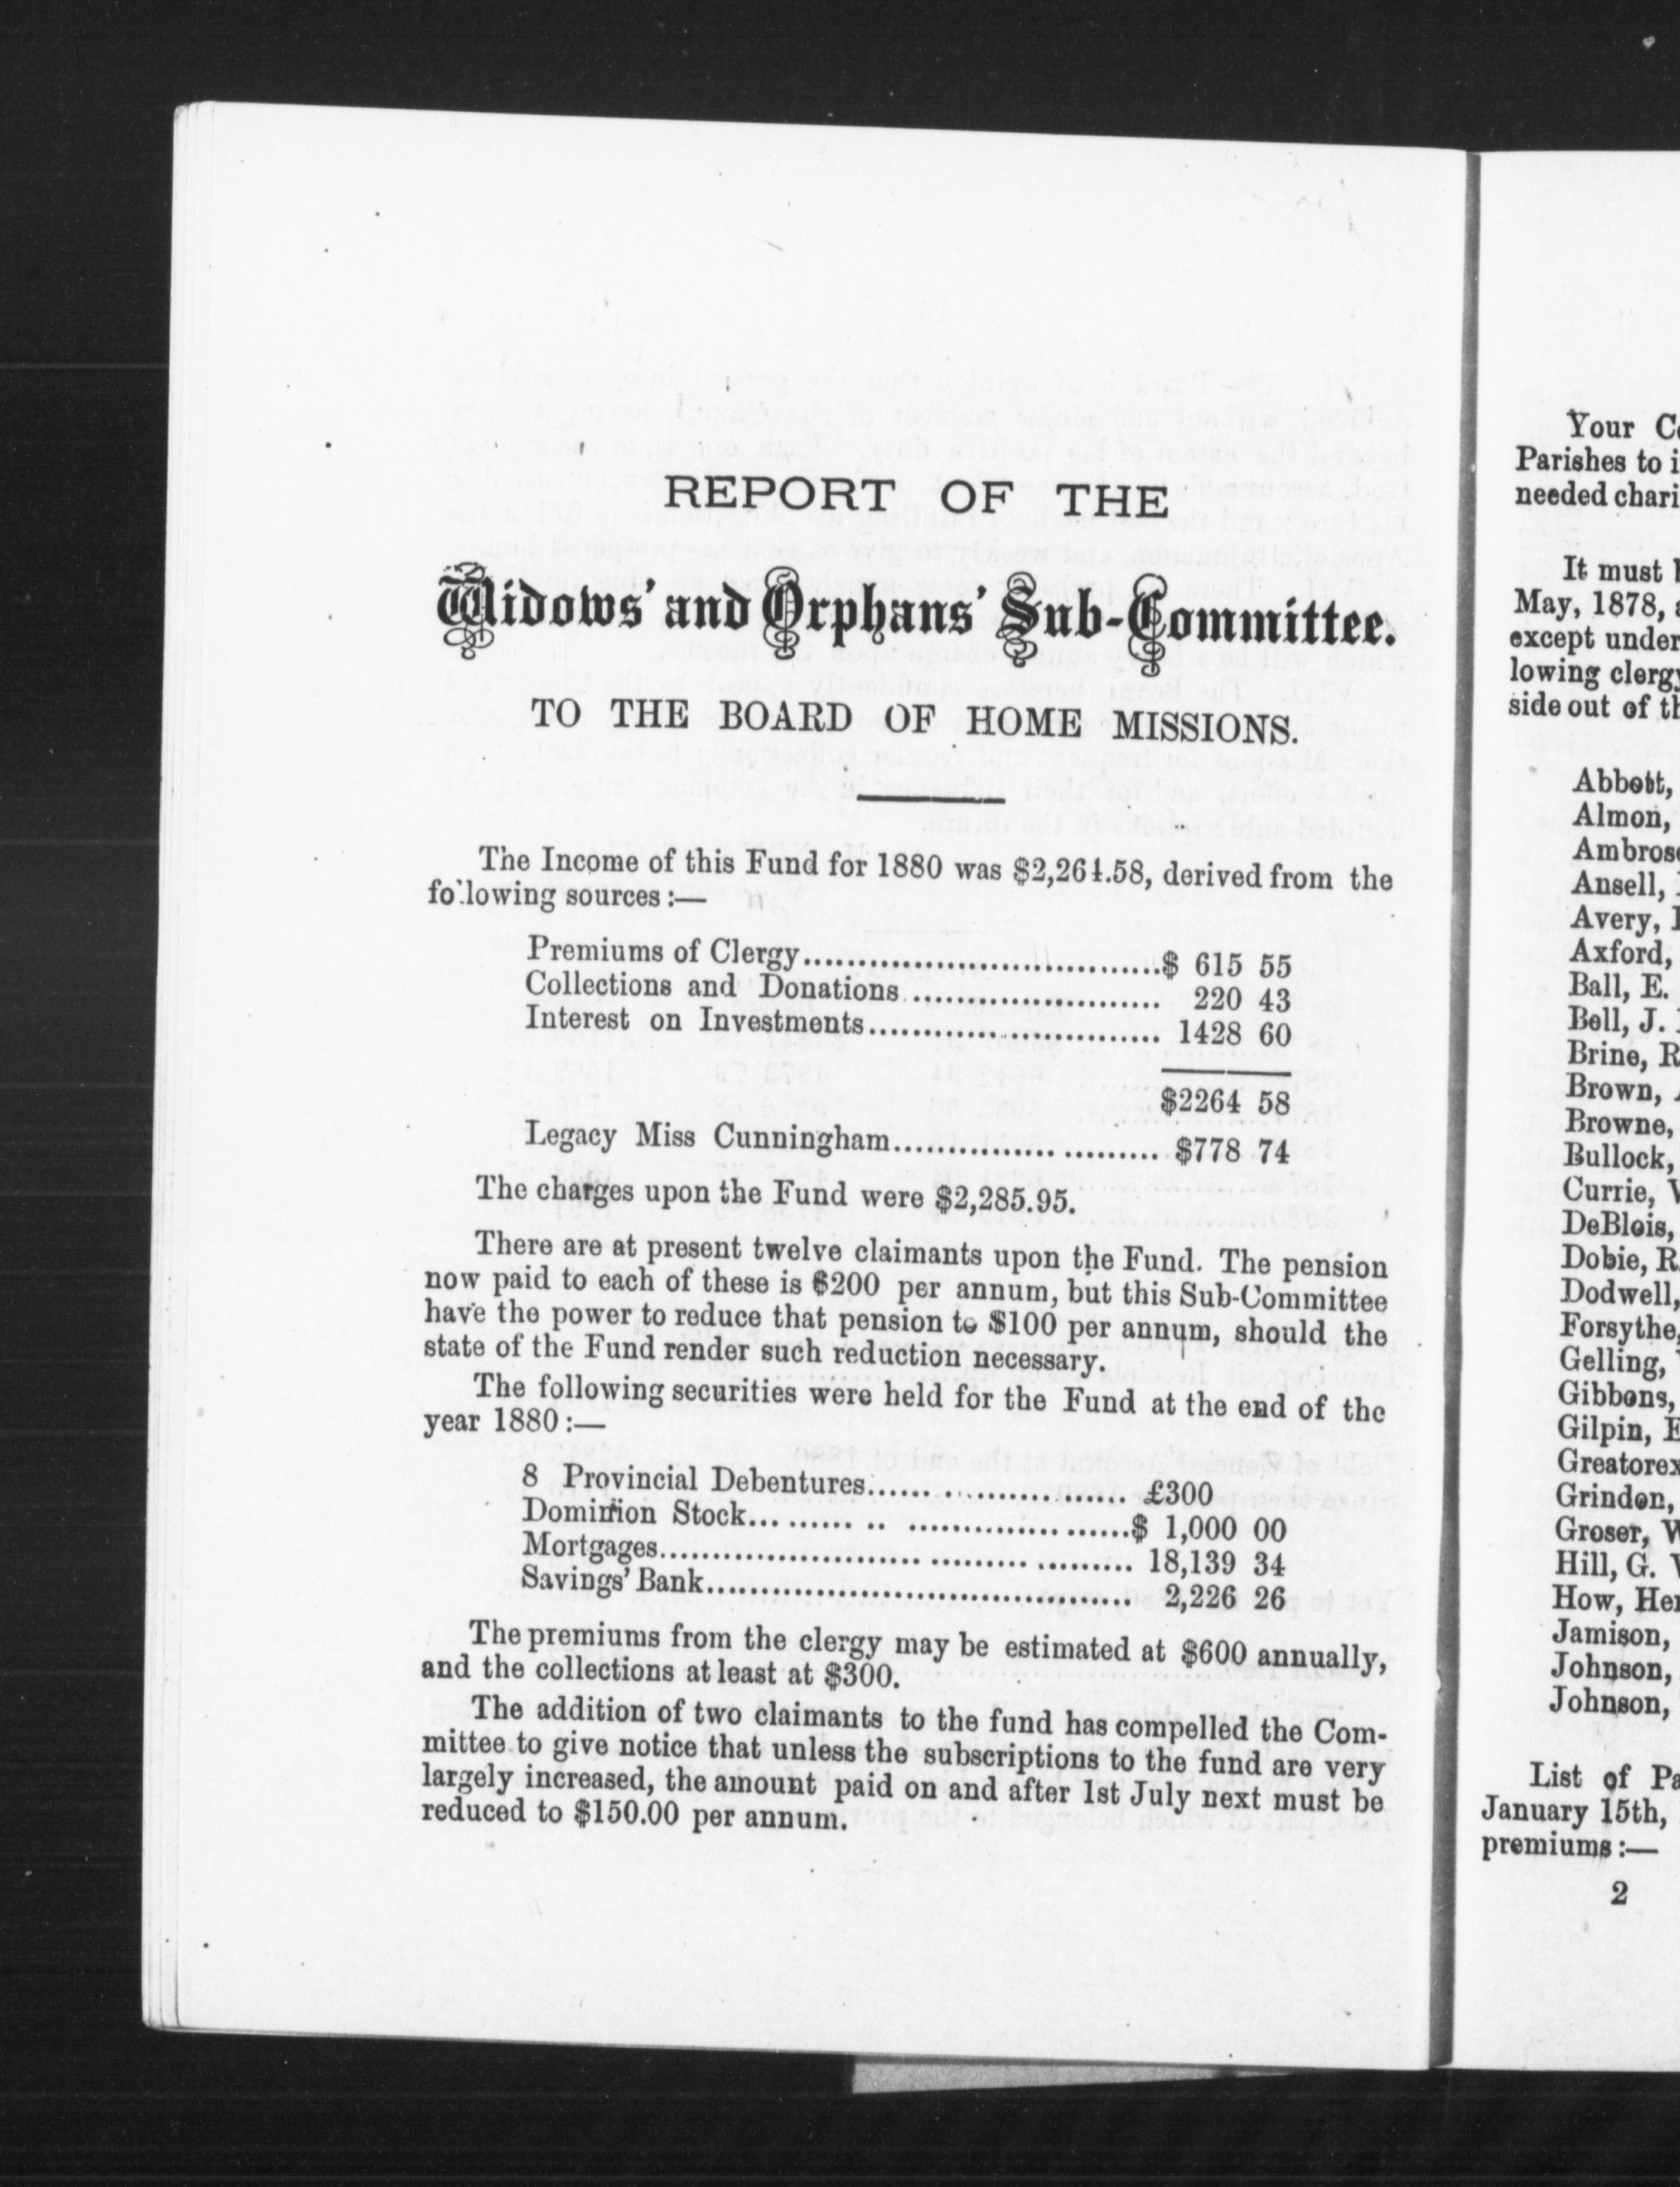 REPORT OF THE
Widows' and Orphans' Sub-Committee.
TO THE BOARD OF HOME MISSIONS.
The Income of this Fund for 1880 was $2,264.58, derived from the
following sources:—
Premiums of Clergy..................................$ 615 55
Collections and Donations........................ 220 43
Interest on Investments............................ 1428 60
$2264 58
Legacy Miss Cunningham......................... $778 74
The charges upon the Fund were $2,285.95.
There are at present twelve claimants upon the Fund. The pension
now paid to each of these is $200 per annum, but this Sub-Committee
have the power to reduce that pension to $100 per annum, should the
state of the Fund render such reduction necessary.
The following securities were held for the Fund at the end of the
year 1880:—
8 Provincial Debentures......................... £300
Dominion Stock...................................$ 1,000 00
Mortgages........................................... 18,139 34
Savings' Bank....................................... 2,226 26
The premiums from the clergy may be estimated at $600 annually,
and the collections at least at $300.
The addition of two claimants to the fund has compelled the Com-
mittee to give notice that unless the subscriptions to the fund are very
largely increased, the amount paid on and after 1st July next must be
reduced to $150.00 per annum.
Your
Parishes to
needed
It must
May, 1878,
except under
lowing
side out of
Abbott,
Almon,
Ambrose
Ansell,
Avery,
Axford,
Ball, E.
Bell, J.
Brine, R
Brown,
Browne,
Bullock,
Currie,
DeBlois,
Dobie, R
Dodwell,
Forsythe,
Gelling,
Gibbons,
Gilpin, E
Greatorex
Grindon,
Groser, W
Hill, G.
How,
Jamison,
Johnson,
Johnson,
List of
January 15th,
premiums:—
2